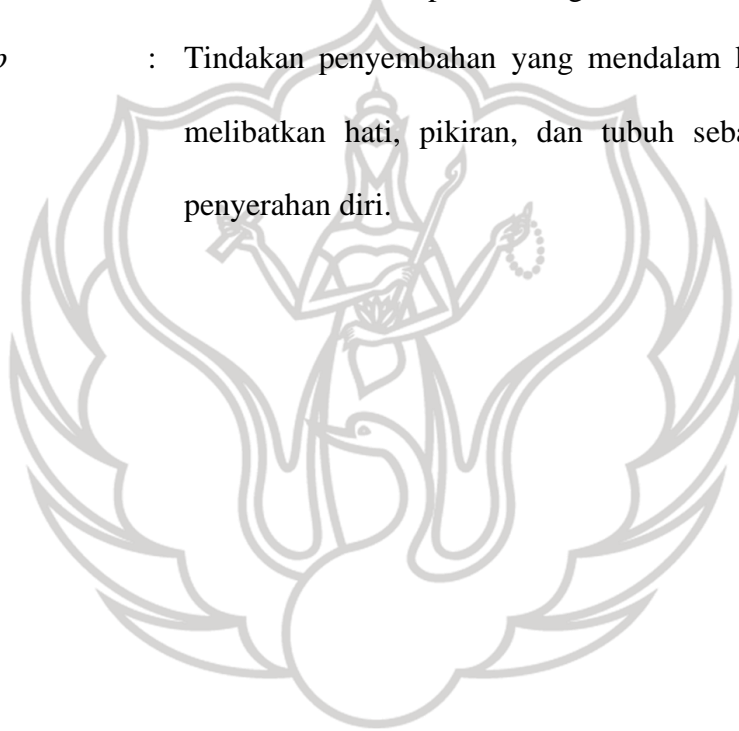 : Tindakan penyembahan yang mendalam
melibatkan hati, pikiran, dan tubuh
penyerahan diri.